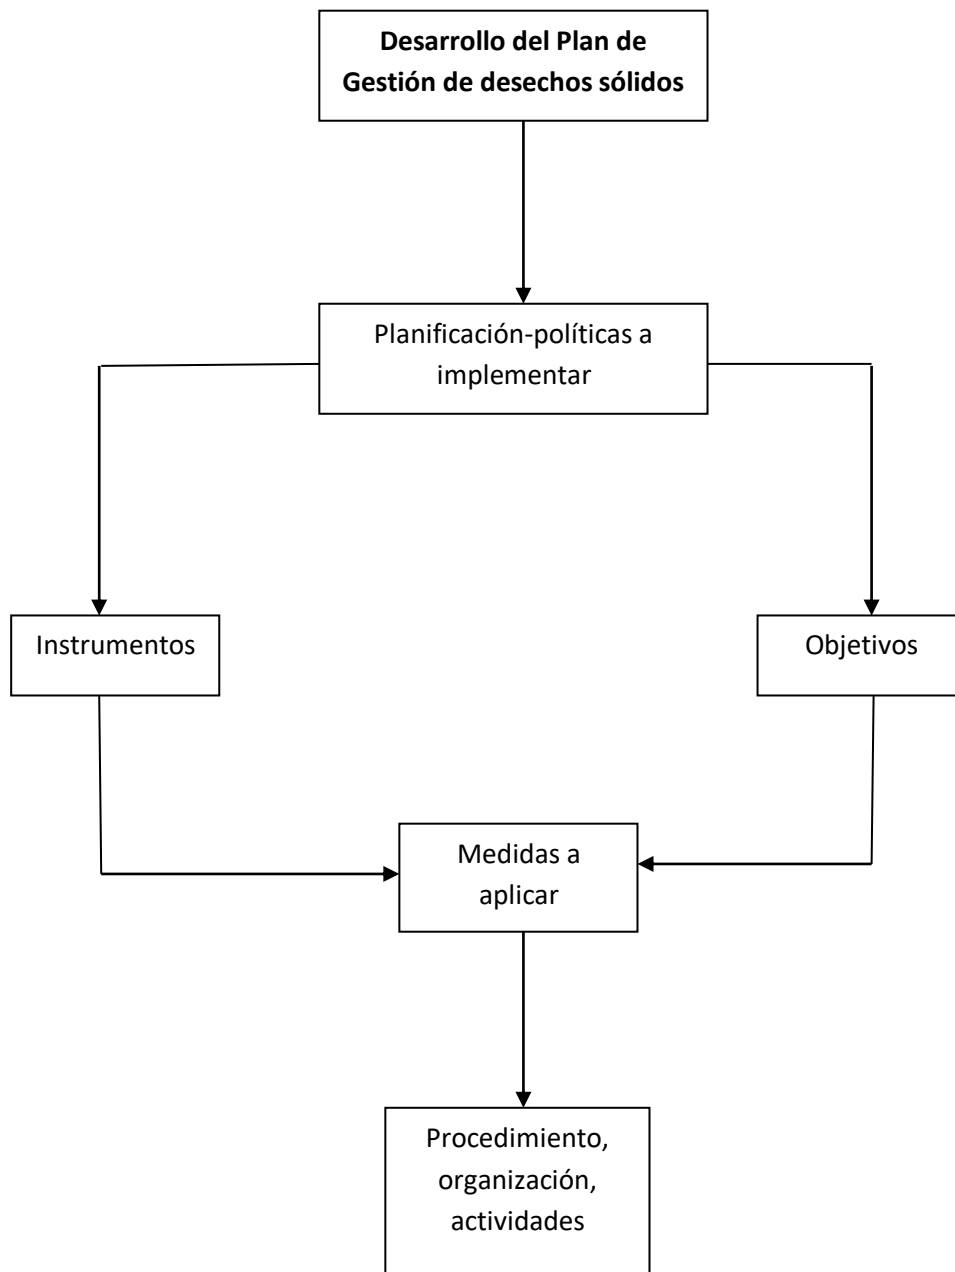 Desarrollo del Plan de
Gestión de desechos sólidos
Planificación-políticas a
implementar
Instrumentos
Objetivos
Medidas a
aplicar
Procedimiento,
organización,
actividades